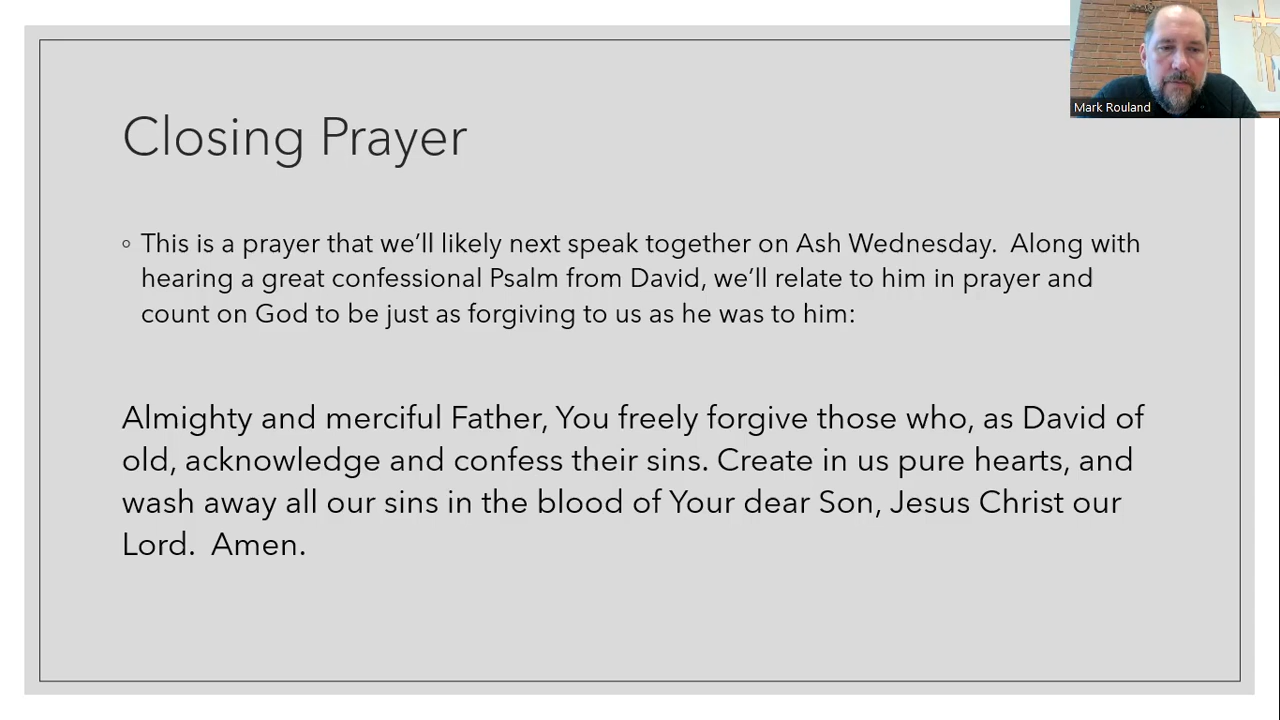 Mark Rouland
Closing Prayer
◦ This is a prayer that we’ll likely next speak together on Ash Wednesday.  Along with
hearing a great confessional Psalm from David, we’ll relate to him in prayer and
count on God to be just as forgiving to us as he was to him:
Almighty and merciful Father, You freely forgive those who, as David of
old, acknowledge and confess their sins. Create in us pure hearts, and
wash away all our sins in the blood of Your dear Son, Jesus Christ our
Lord.  Amen.